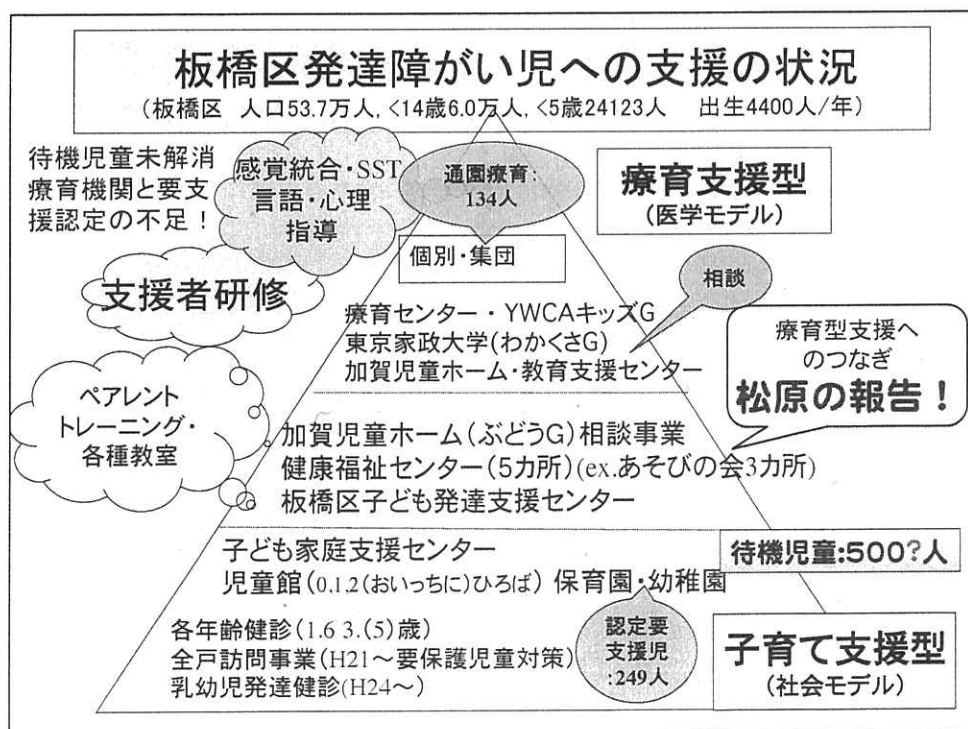 板橋区発達障がい児への支援の状況
(板橋区 人口53.7万人, <14歳6.0万人, <5歳24123人 出生4400人/年)
待機児童未解消
療育機関と要支
援認定の不足！
感覚統合・SST
言語・心理
指導
通園療育:
134人
療育支援型
(医学モデル)
個別・集団
支援者研修
相談
療育センター・YWCAキッズG
東京家政大学(わかくさG)
加賀児童ホーム・教育支援センター
療育型支援へ
のつなぎ
松原の報告！
ペアレント
トレーニング・
各種教室
加賀児童ホーム(ぶどうG)相談事業
健康福祉センター(5カ所)(ex.あそびの会3カ所)
板橋区子ども発達支援センター
子ども家庭支援センター
児童館(0.1.2(おいっちに)ひろば) 保育園・幼稚園
待機児童:500?人
各年齢健診(1.6 3.(5)歳)
全戸訪問事業(H21～要保護児童対策)
乳幼児発達健診(H24～)
認定要
支援児
:249人
子育て支援型
(社会モデル)